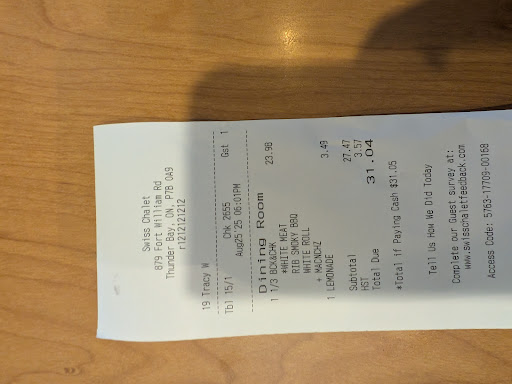 Swiss Chalet
879 Fort William Rd
Thunder Bay, ON, P7B 0A9
r1212121212
19 Tracy W
Tbl 15/1 Chk 2655 Gst 1
Aug25'25 06:01PM
Dining Room
1 1/3 BCK&CHK 23.98
*WHITE MEAT
RIB SMOKY BBQ
WHITE ROLL
+ MACNCHZ
1 LEMONADE 3.49
Subtotal 27.47
HST 3.57
Total Due 31.04
*Total if Paying Cash $31.05
Tell Us How We Did Today
Complete our Guest survey at:
www.swisschaletfeedback.com
Access Code: 5763-17709-00168